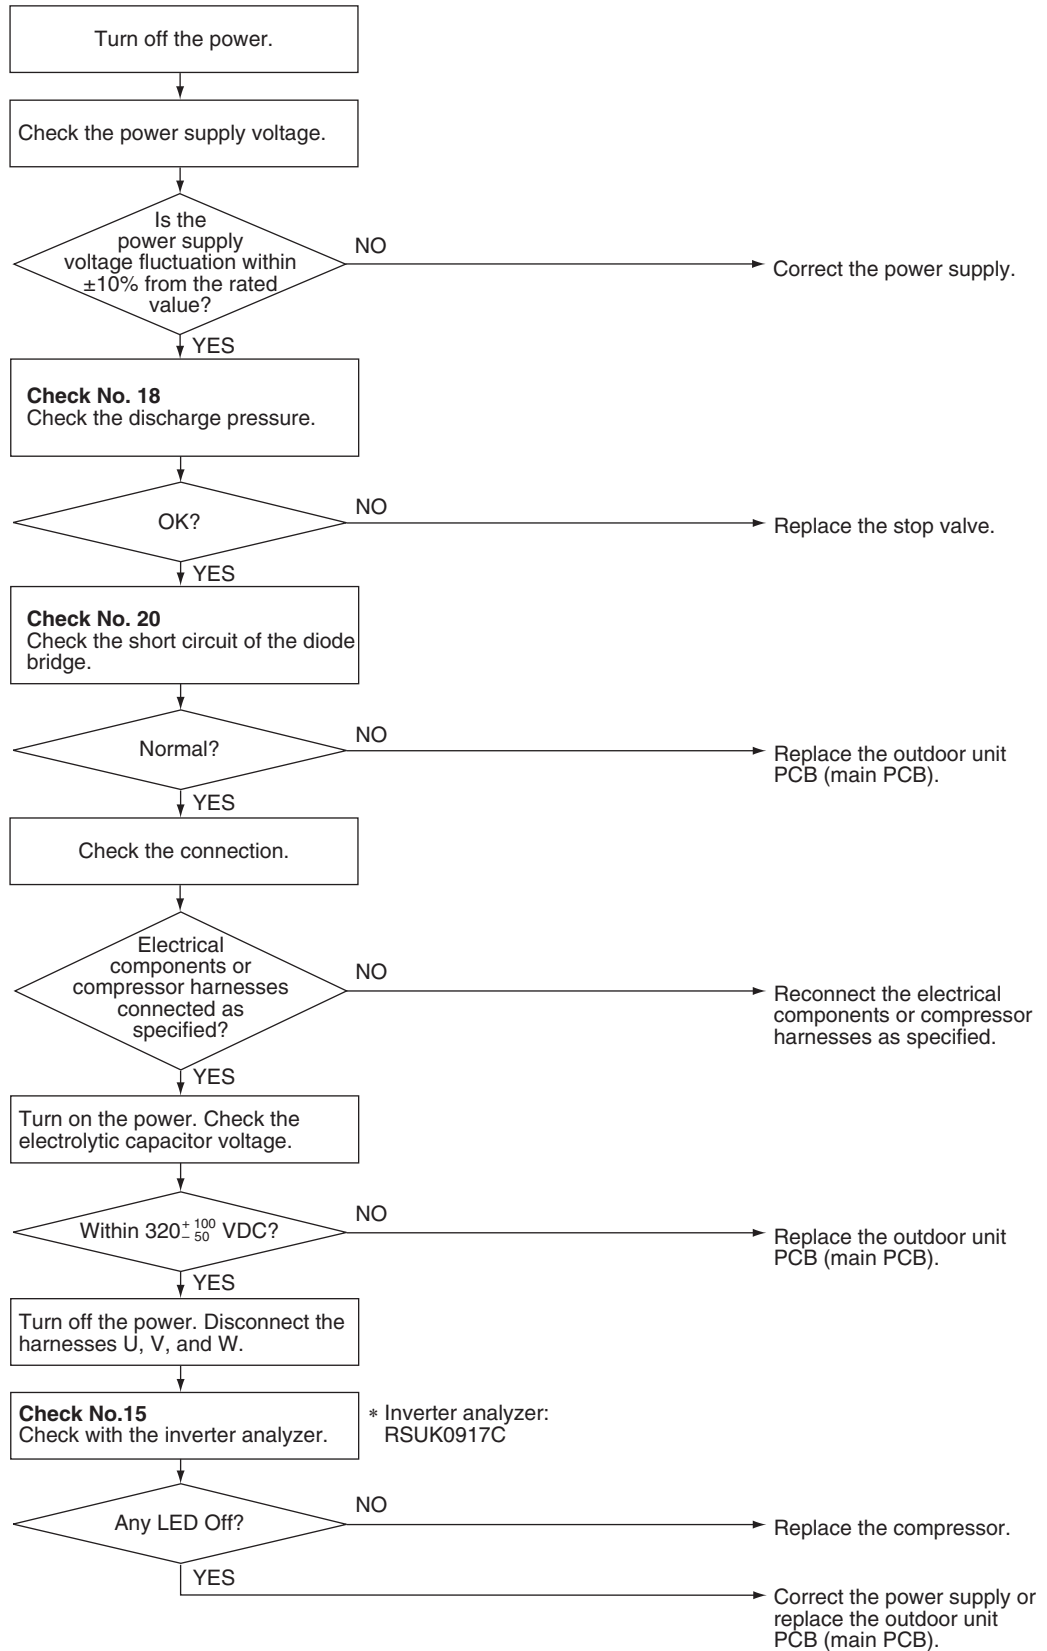 Turn off the power.
Check the power supply voltage.
Is the
power supply
voltage fluctuation within
±10% from the rated
value?
NO
Correct the power supply.
YES
Check No. 18
Check the discharge pressure.
OK?
NO
Replace the stop valve.
YES
Check No. 20
Check the short circuit of the diode
bridge.
Normal?
NO
Replace the outdoor unit
PCB (main PCB).
YES
Check the connection.
Electrical
components or
compressor harnesses
connected as
specified?
NO
Reconnect the electrical
components or compressor
harnesses as specified.
YES
Turn on the power. Check the
electrolytic capacitor voltage.
Within 320 + 100 − 50 VDC?
NO
Replace the outdoor unit
PCB (main PCB).
YES
Turn off the power. Disconnect the
harnesses U, V, and W.
Check No.15
Check with the inverter analyzer.
* Inverter analyzer:
RSUK0917C
Any LED Off?
NO
Replace the compressor.
YES
Correct the power supply or
replace the outdoor unit
PCB (main PCB).